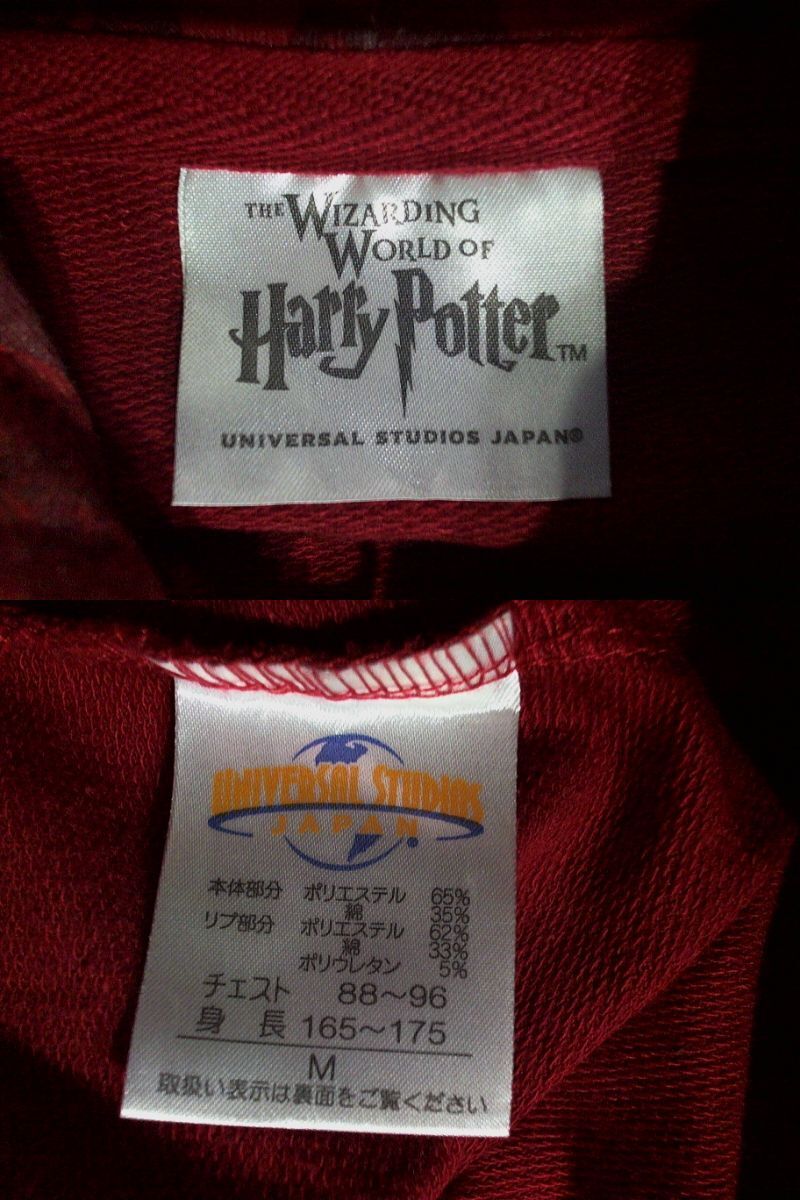 THE WIZARDING
WORLD OF
Harry Potter™
UNIVERSAL STUDIOS JAPAN®
UNIVERSAL STUDIOS
JAPAN®
本体部分 ポリエステル 65%
綿 35%
リブ部分 ポリエステル 62%
綿 33%
ポリウレタン 5%
チェスト 88〜96
身 長 165〜175
M
取扱い表示は裏面をご覧ください